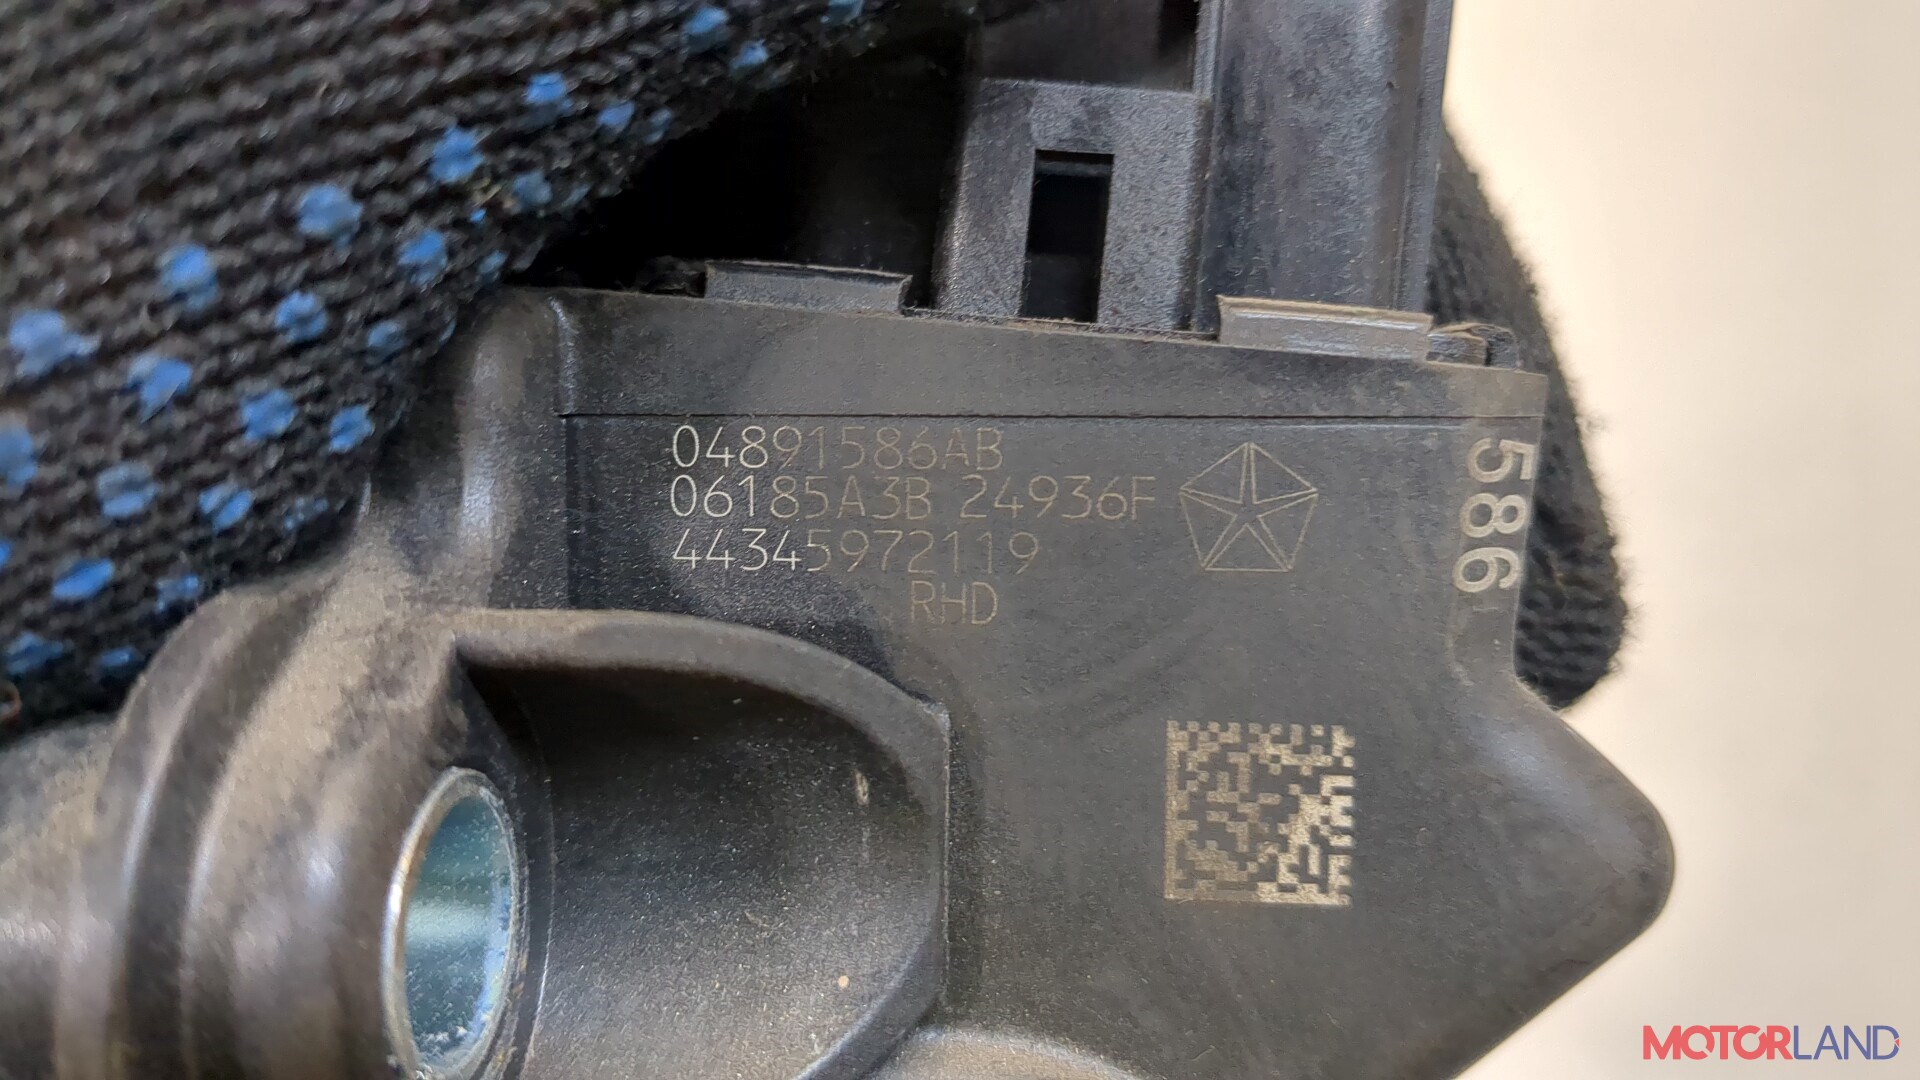 04891586AB
06185A3B 24936F
44345972119
RHD
586
MOTORLAND